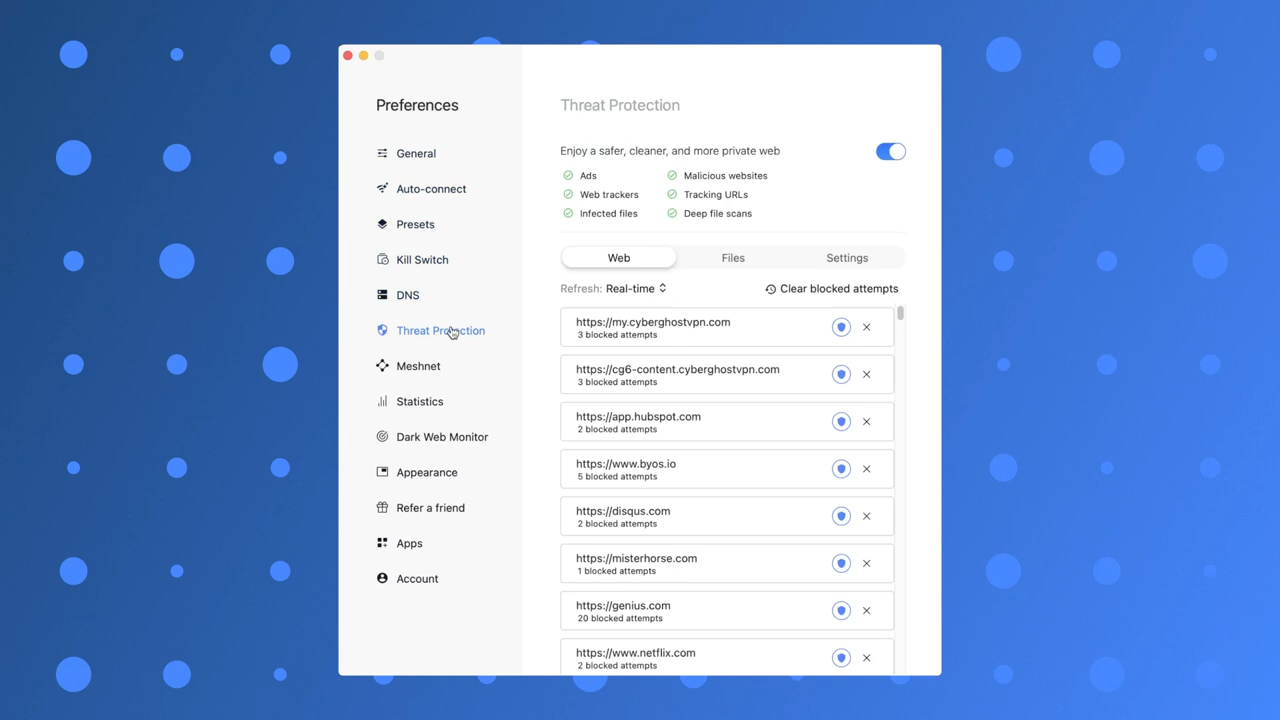 Preferences
General
Auto-connect
Presets
Kill Switch
DNS
Threat Protection
Meshnet
Statistics
Dark Web Monitor
Appearance
Refer a friend
Apps
Account
Threat Protection
Enjoy a safer, cleaner, and more private web
Ads
Malicious websites
Web trackers
Tracking URLs
Infected files
Deep file scans
Web
Files
Settings
Refresh: Real-time
Clear blocked attempts
https://my.cyberghostvpn.com
3 blocked attempts
https://cg6-content.cyberghostvpn.com
3 blocked attempts
https://app.hubspot.com
2 blocked attempts
https://www.byos.io
5 blocked attempts
https://disqus.com
2 blocked attempts
https://misterhorse.com
1 blocked attempts
https://genius.com
20 blocked attempts
https://www.netflix.com
2 blocked attempts